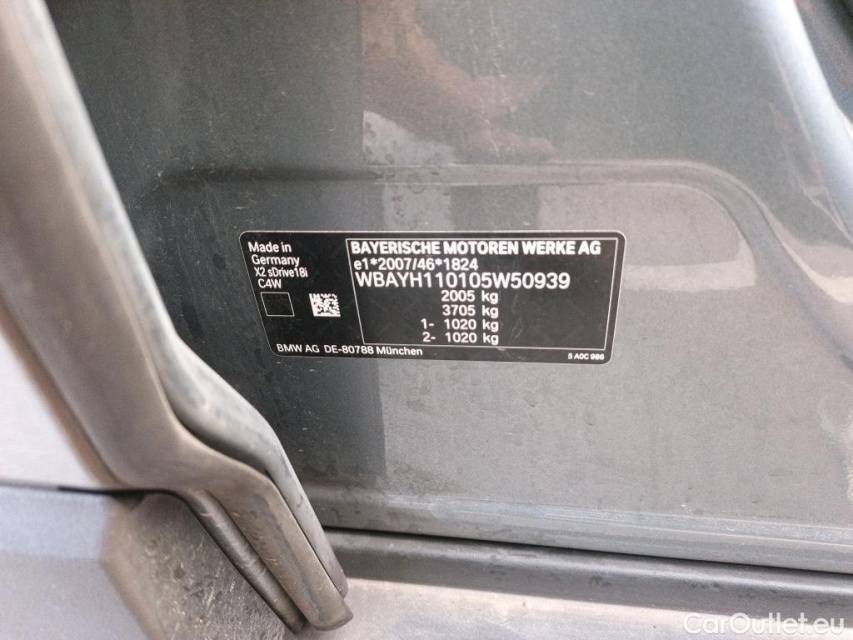 Made in
Germany
X2 sDrive18i
C4W
BAYERISCHE MOTOREN WERKE AG
e1*2007/46*1824
WBAYH110105W50939
2005 kg
3705 kg
1- 1020 kg
2- 1020 kg
BMW AG DE-80788 München
5 A0C 986
CarOutlet.eu